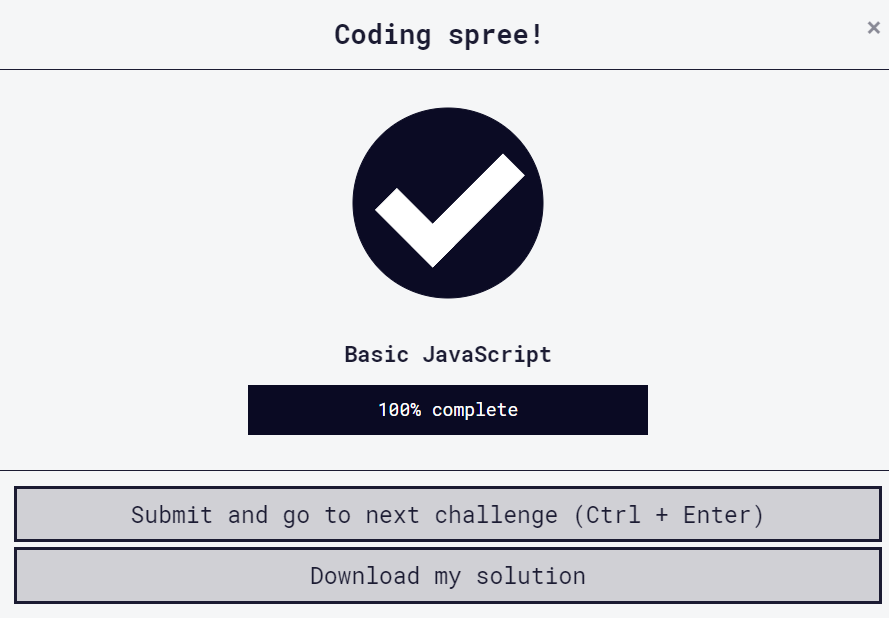 Coding spree!
×
Basic JavaScript
100% complete
Submit and go to next challenge (Ctrl + Enter)
Download my solution